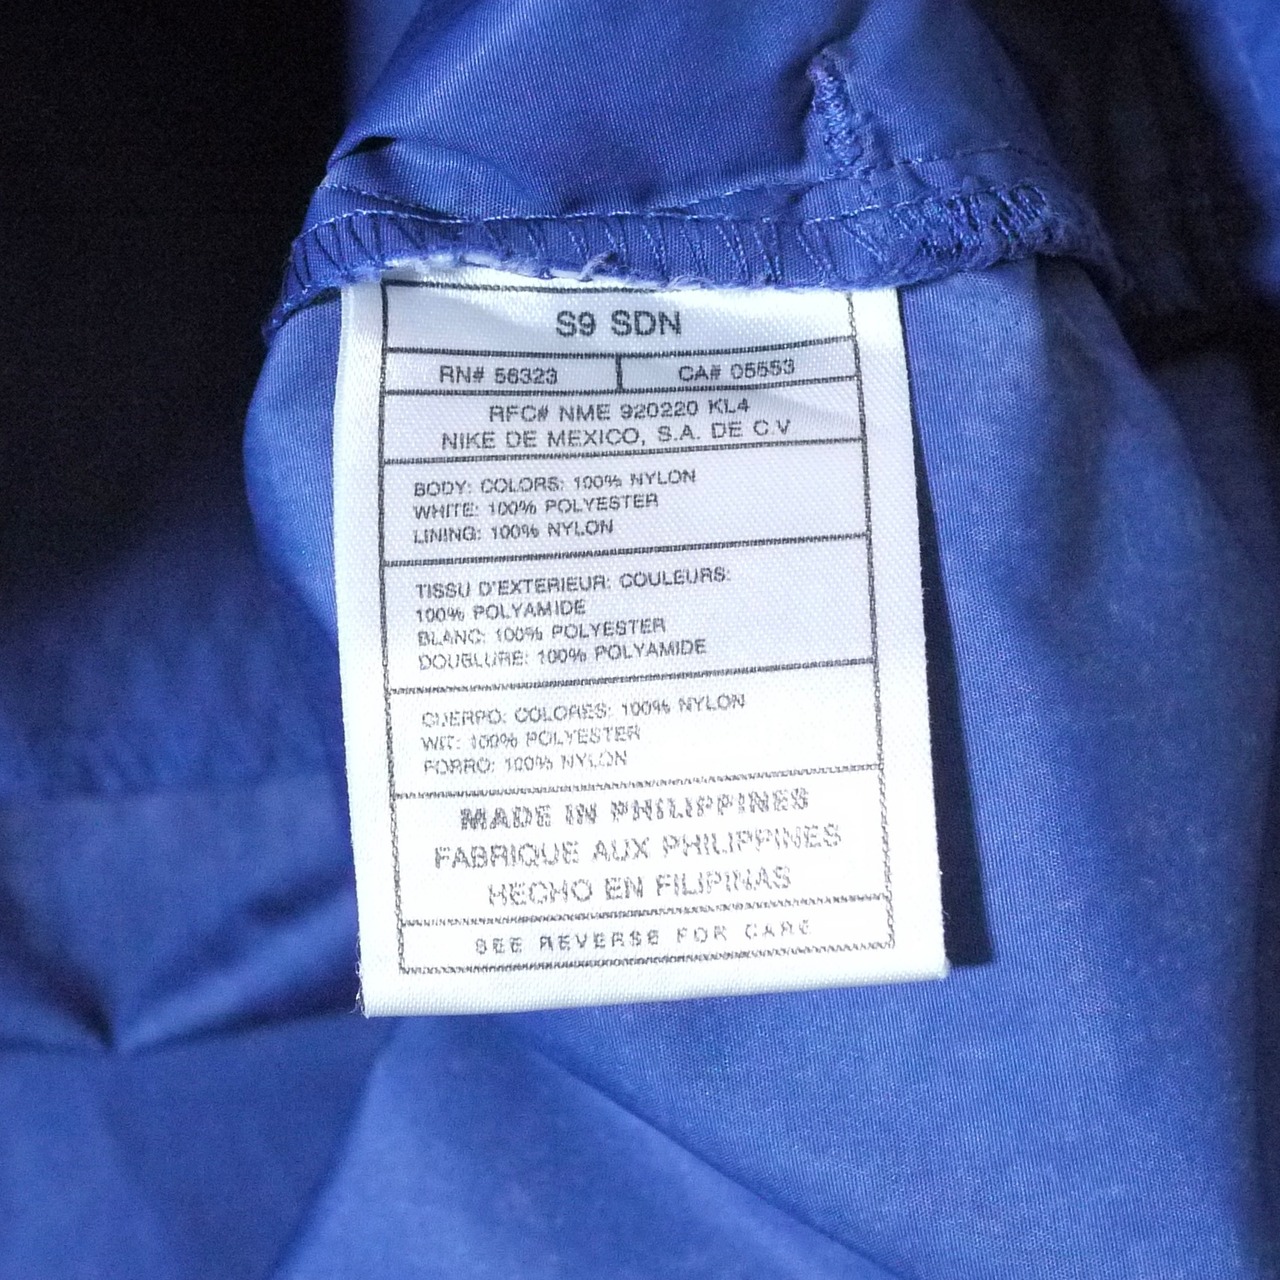 S9 SDN
RN# 56323
CA# 05553
RFC# NME 920220 KL4
NIKE DE MEXICO, S.A. DE C.V
BODY: COLORS: 100% NYLON
WHITE: 100% POLYESTER
LINING: 100% NYLON
TISSU D'EXTERIEUR: COULEURS:
100% POLYAMIDE
BLANC: 100% POLYESTER
DOUBLURE: 100% POLYAMIDE
CUERPO: COLORES: 100% NYLON
WIT: 100% POLYESTER
FORRO: 100% NYLON
MADE IN PHILIPPINES
FABRIQUE AUX PHILIPPINES
HECHO EN FILIPINAS
SEE REVERSE FOR CARE